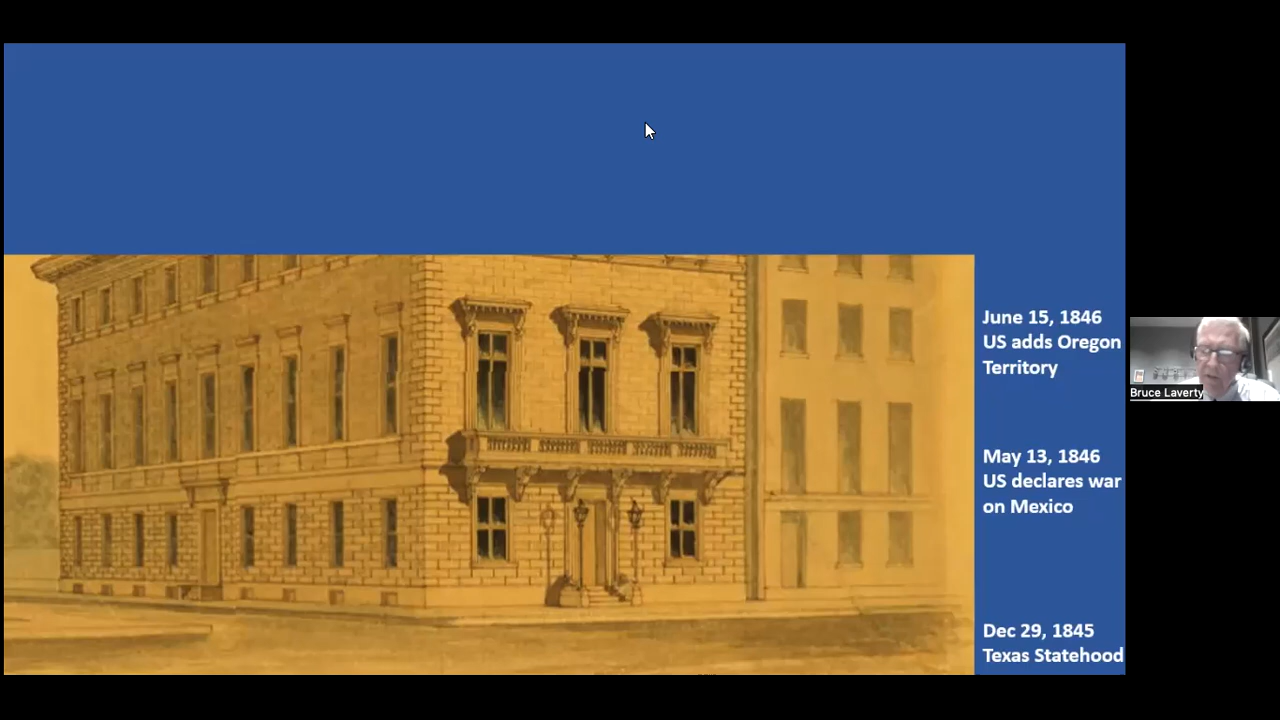 June 15, 1846
US adds Oregon
Territory
May 13, 1846
US declares war
on Mexico
Dec 29, 1845
Texas Statehood
Bruce Laverty